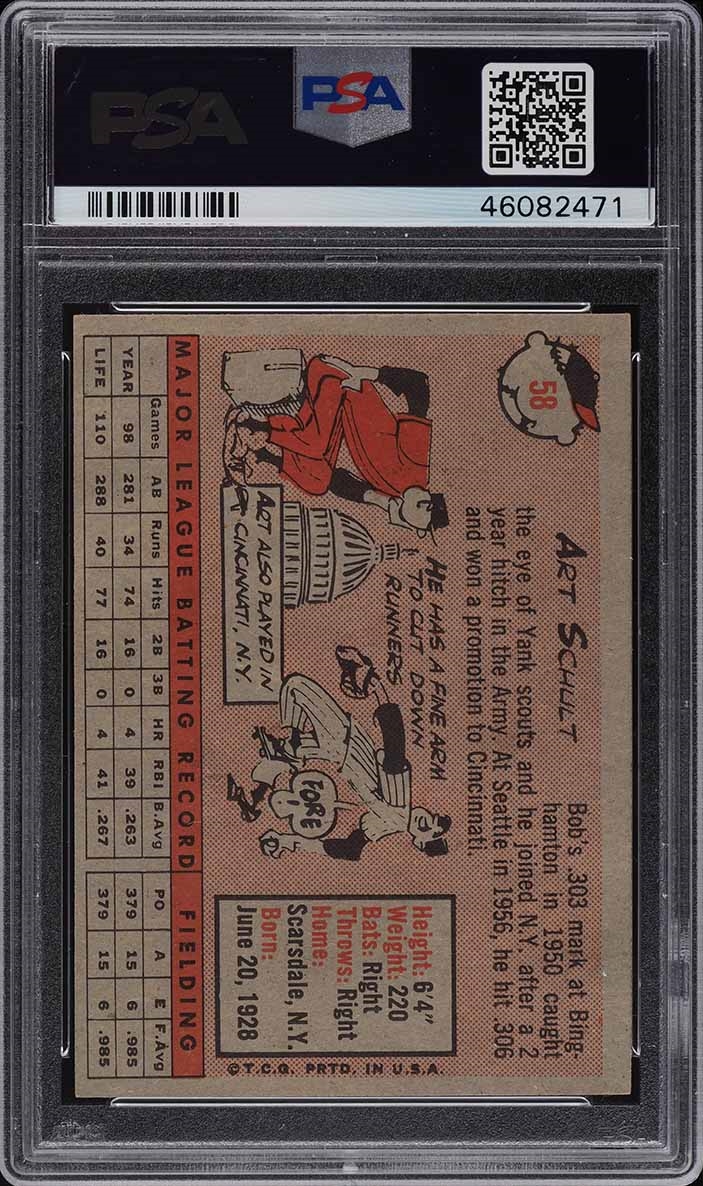 PSA
PSA
46082471
58
ART SCHULT
Bob's .303 mark at Bing-
hamton in 1950 caught
the eye of Yank scouts and he joined N.Y. after a 2
year hitch in the Army. At Seattle in 1956, he hit .306
and won a promotion to Cincinnati.
HE HAS A FINE ARM
TO CUT DOWN
RUNNERS
ART ALSO PLAYED IN
CINCINNATI, N.Y.
FORE
Height: 6'4"
Weight: 220
Bats: Right
Throws: Right
Home:
Scarsdale, N.Y.
Born:
June 20, 1928
MAJOR LEAGUE BATTING RECORD FIELDING
Games AB Runs Hits 2B 3B HR RBI B.Avg PO A E F.Avg
YEAR 98 281 34 74 16 0 4 39 .263 379 15 6 .985
LIFE 110 288 40 77 16 0 4 41 .267 379 15 6 .985
©T.C.G. PRTD. IN U.S.A.